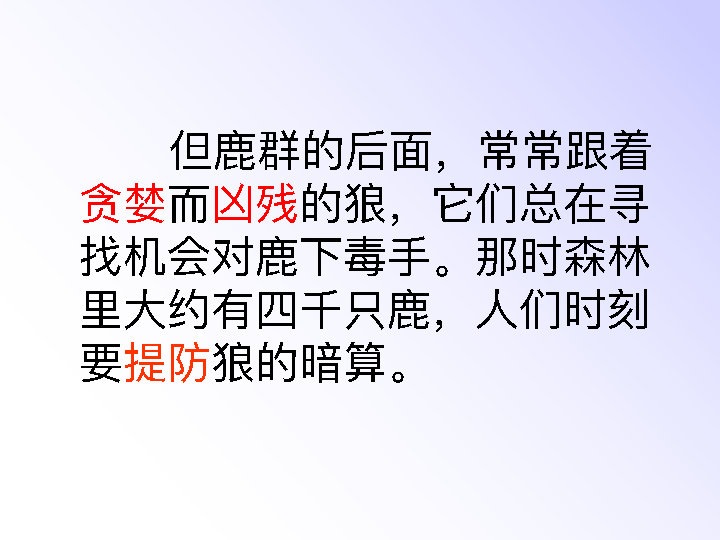 但鹿群的后面，常常跟着
贪婪而凶残的狼，它们总在寻
找机会对鹿下毒手。那时森林
里大约有四千只鹿，人们时刻
要提防狼的暗算。